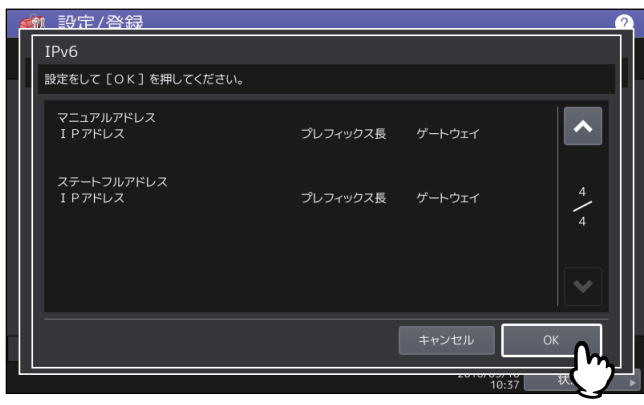 設定/登録
?
IPv6
設定をして［OK］を押してください。
マニュアルアドレス
IPアドレス プレフィックス長 ゲートウェイ
ステートフルアドレス
IPアドレス プレフィックス長 ゲートウェイ
4
4
キャンセル
OK
10:37